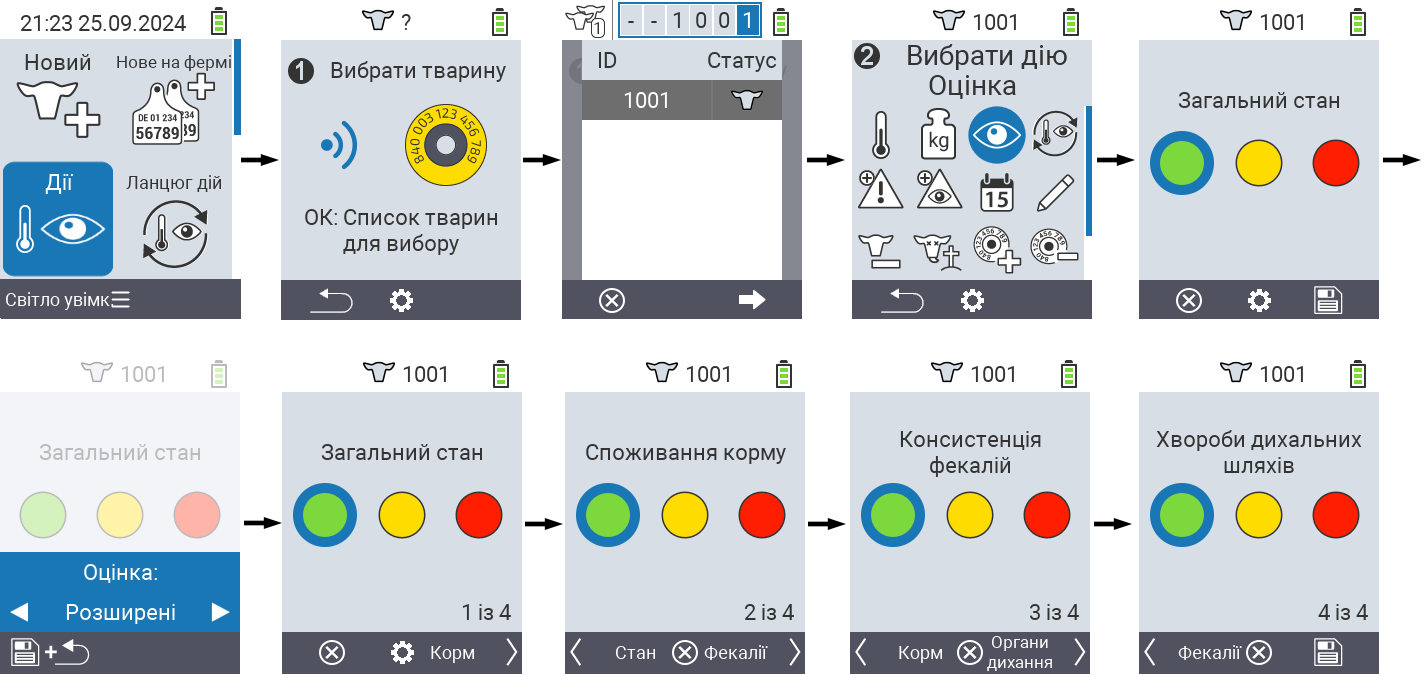 21:23 25.09.2024
Новий
Нове на фермі
DE 01 234
56789
234
89
Дії
Ланцюг дій
Світло увімк
?
1 Вибрати тварину
840 003 123 456 789
ОК: Список тварин
для вибору
1
- - 1 0 0 1
ID Статус
1001
1001
2 Вибрати дію
Оцінка
kg
15
1001
Загальний стан
1001
Загальний стан
Оцінка:
Розширені
+
1001
Загальний стан
1 із 4
Корм
1001
Споживання корму
2 із 4
Стан Фекалії
1001
Консистенція
фекалій
3 із 4
Корм Органи
дихання
1001
Хвороби дихальних
шляхів
4 із 4
Фекалії